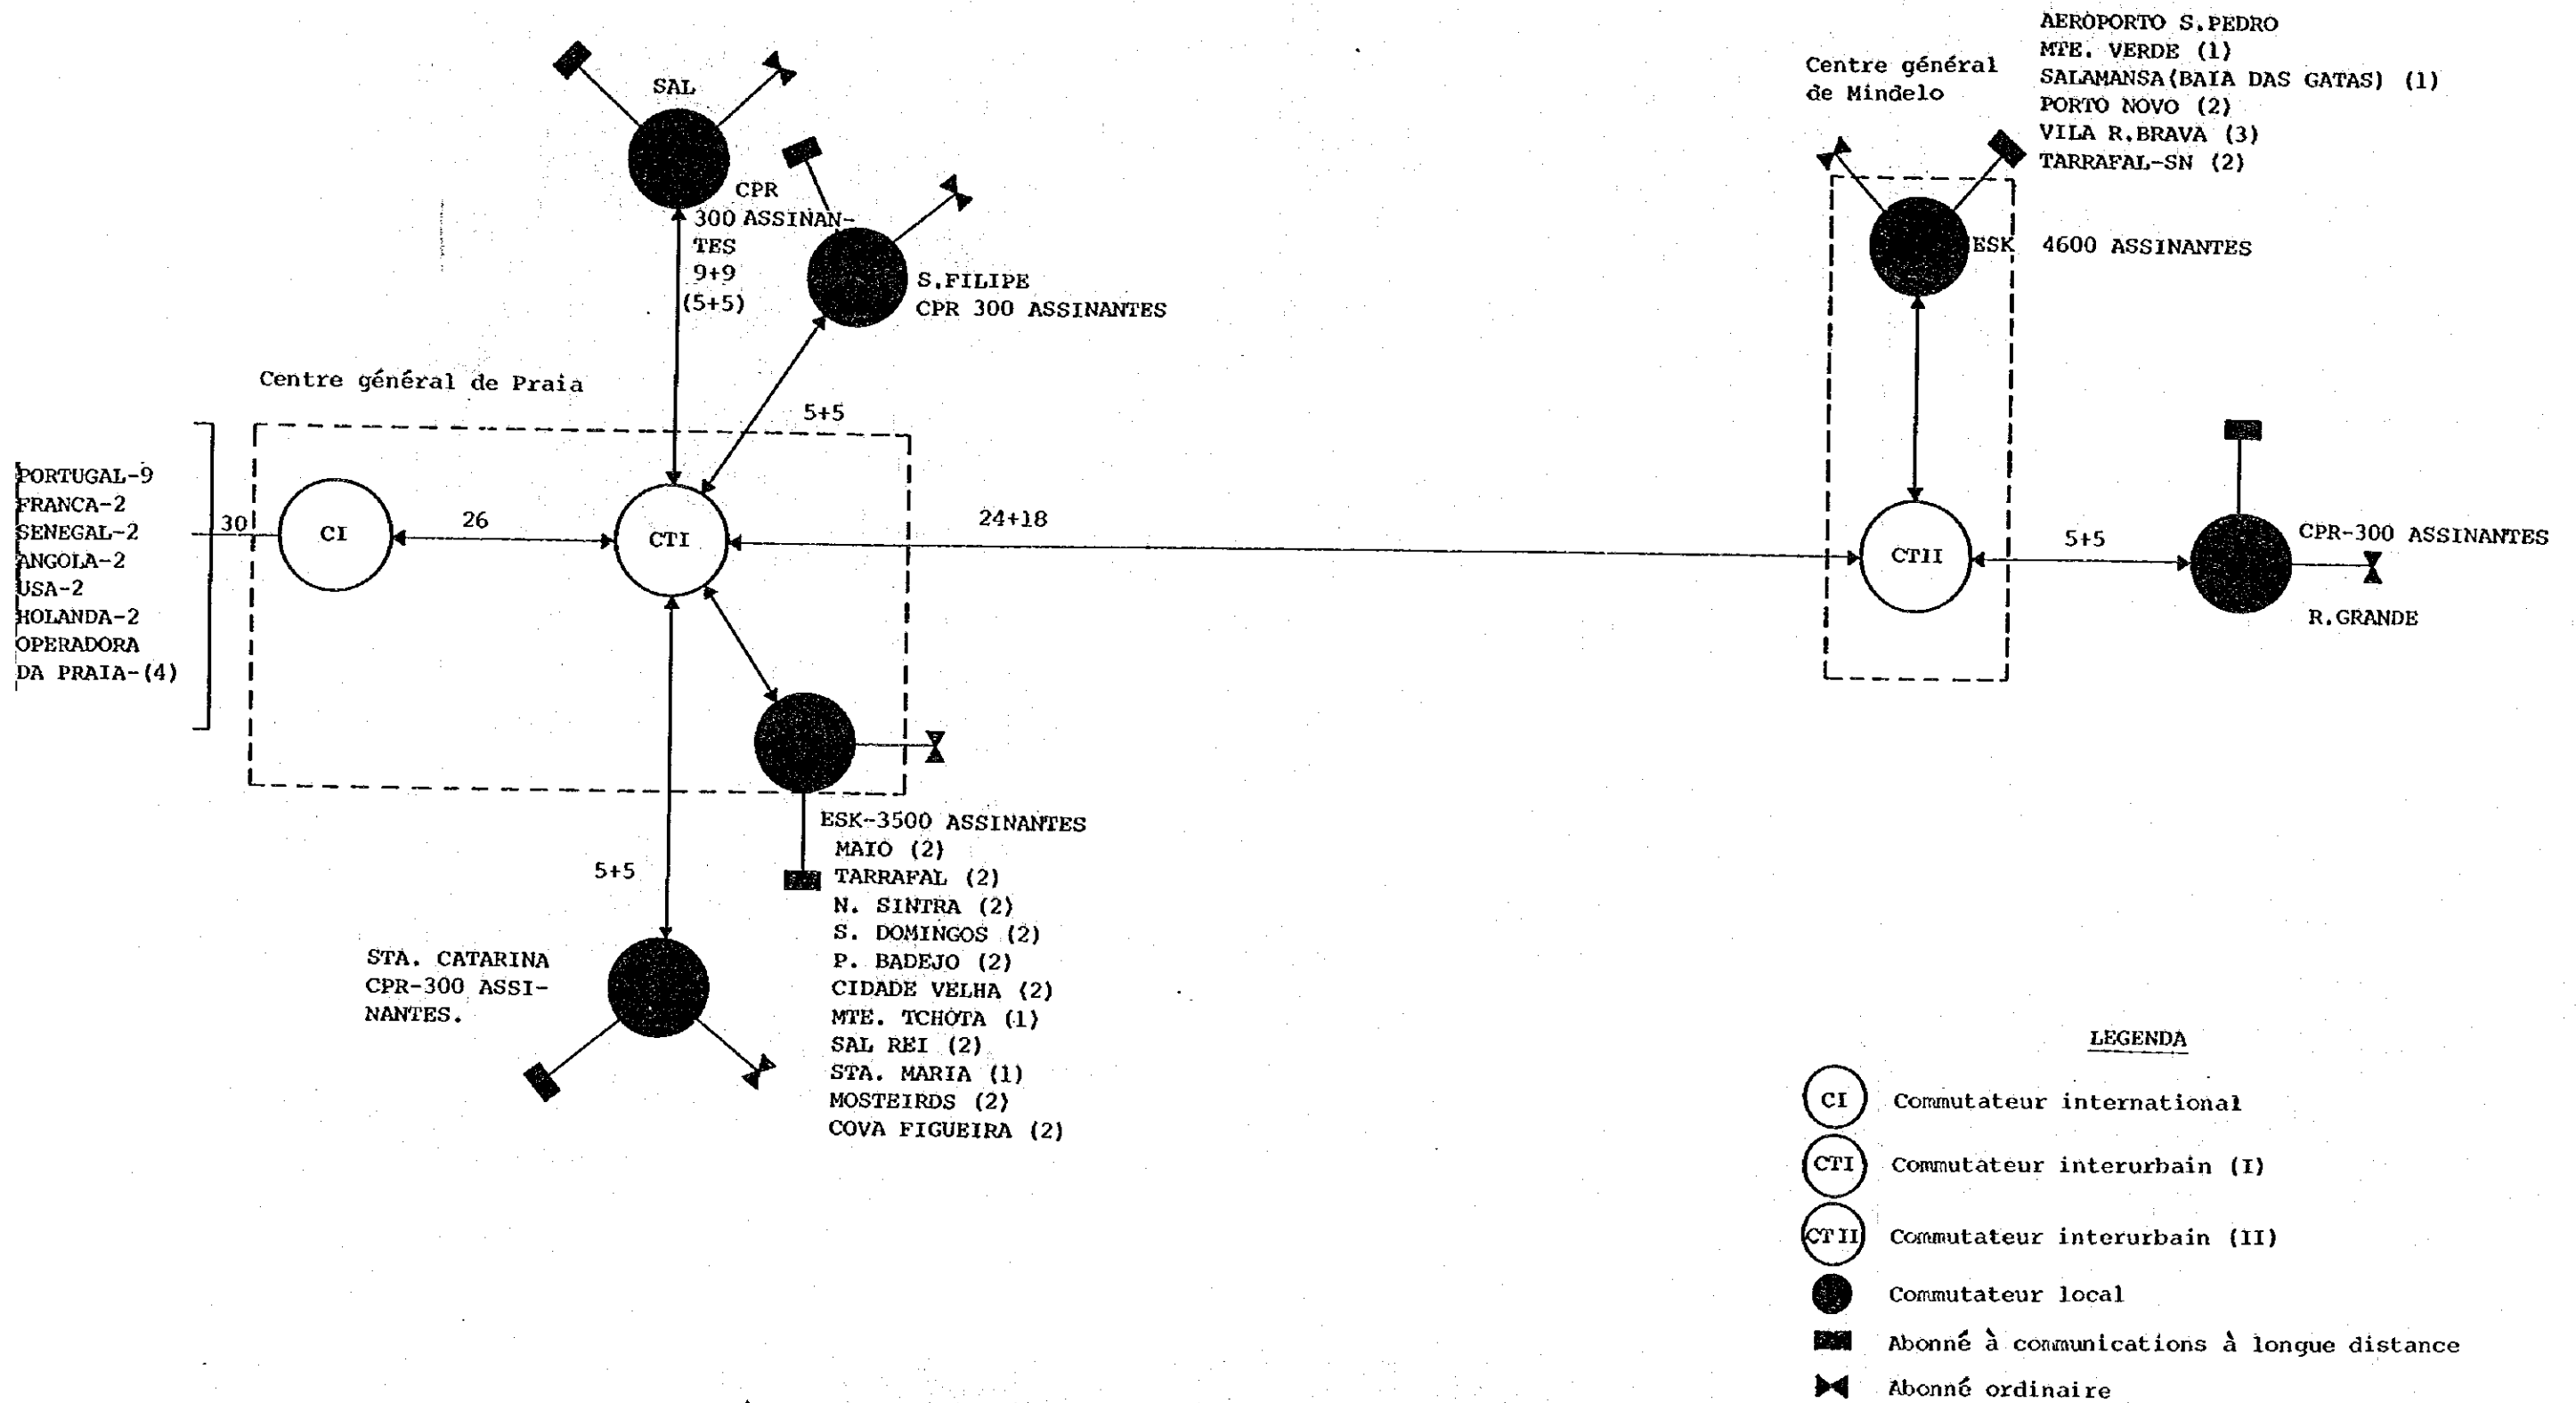 AERÒPORTO S.PEDRO
MTE. VERDE (1)
SALAMANSA(BAIA DAS GATAS) (1)
PORTO NOVO (2)
VILA R.BRAVA (3)
TARRAFAL-SN (2)
Centre général
de Mindelo
ESK 4600 ASSINANTES
SAL
CPR
300 ASSINAN-
TES
9+9
(5+5)
S.FILIPE
CPR 300 ASSINANTES
5+5
Centre général de Praia
PORTUGAL-9
FRANCA-2
SENEGAL-2
ANGOLA-2
USA-2
HOLANDA-2
OPERADORA
DA PRAIA-(4)
30
CI
26
CTI
24+18
CTII
5+5
CPR-300 ASSINANTES
R.GRANDE
ESK-3500 ASSINANTES
MAIO (2)
TARRAFAL (2)
N. SINTRA (2)
S. DOMINGOS (2)
P. BADEJO (2)
CIDADE VELHA (2)
MTE. TCHOTA (1)
SAL REI (2)
STA. MARIA (1)
MOSTEIRDS (2)
COVA FIGUEIRA (2)
5+5
STA. CATARINA
CPR-300 ASSI-
NANTES.
LEGENDA
CI Commutateur international
CTI Commutateur interurbain (I)
CTII Commutateur interurbain (II)
Commutateur local
Abonné à communications à longue distance
Abonné ordinaire